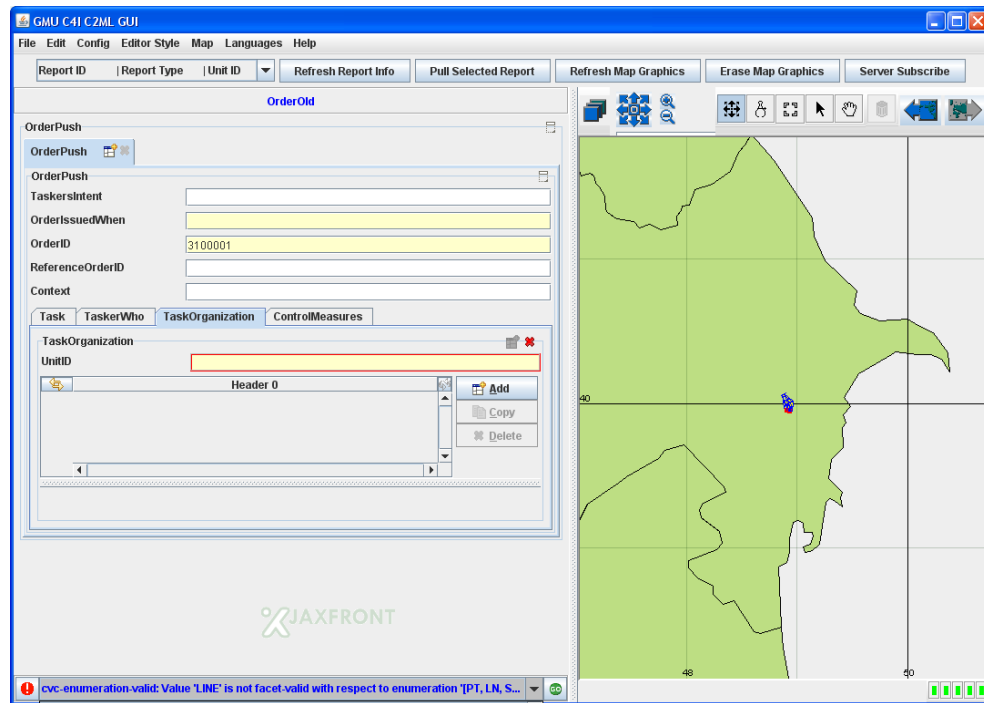 GMU C4I C2ML GUI
File Edit Config Editor Style Map Languages Help
Report ID |Report Type |Unit ID Refresh Report Info Pull Selected Report Refresh Map Graphics Erase Map Graphics Server Subscribe
OrderOld
OrderPush
OrderPush
OrderPush
TaskersIntent
OrderIssuedWhen
OrderID 3100001
ReferenceOrderID
Context
Task TaskerWho TaskOrganization ControlMeasures
TaskOrganization
UnitID
Header 0
Add
Copy
Delete
JAXFRONT
cvc-enumeration-valid: Value 'LINE' is not facet-valid with respect to enumeration '[PT, LN, S...
GO
40
48
50